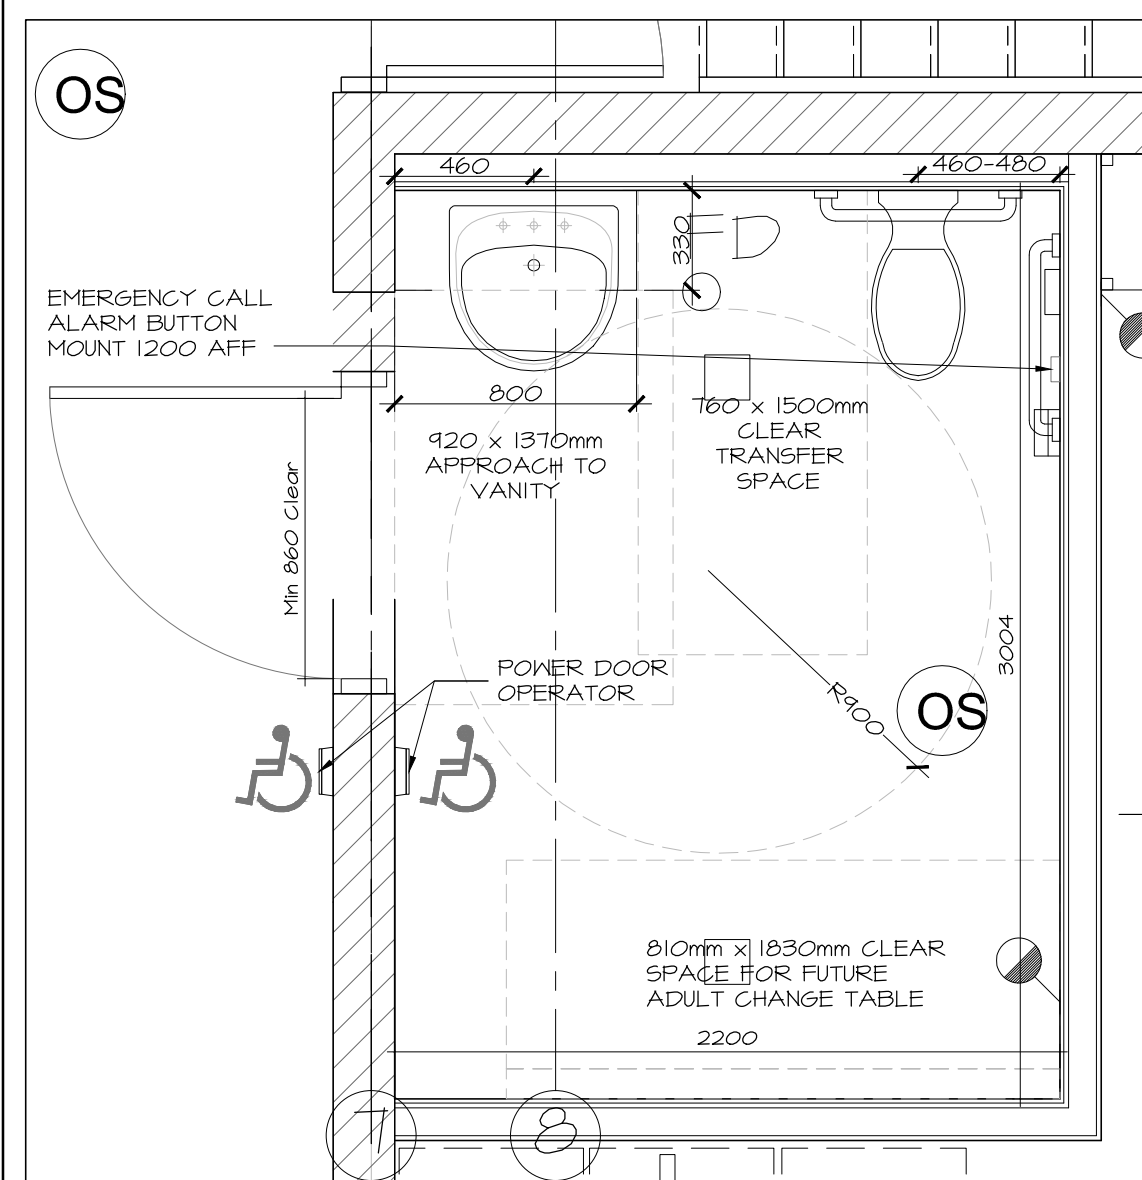 OS
460
460-480
330
EMERGENCY CALL
ALARM BUTTON
MOUNT 1200 AFF
800
760 x 1500mm
CLEAR
TRANSFER
SPACE
920 x 1370mm
APPROACH TO
VANITY
Min 860 Clear
3004
POWER DOOR
OPERATOR
R900
OS
810mm x 1830mm CLEAR
SPACE FOR FUTURE
ADULT CHANGE TABLE
2200
7
8